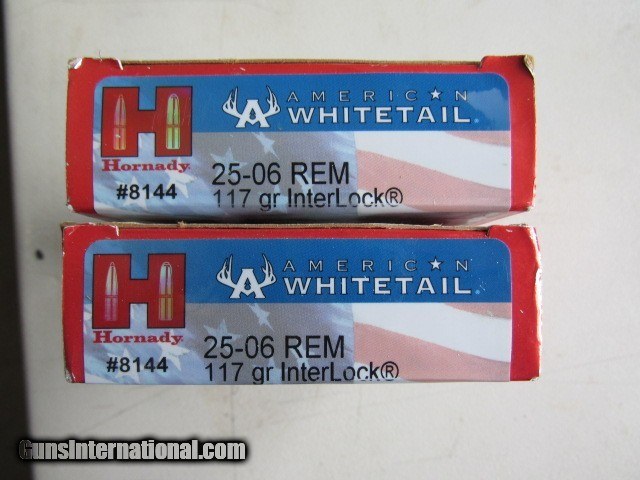 AMERICAN
WHITETAIL
Hornady
#8144
25-06 REM
117 gr InterLock®
AMERICAN
WHITETAIL
Hornady
#8144
25-06 REM
117 gr InterLock®
GunsInternational.com